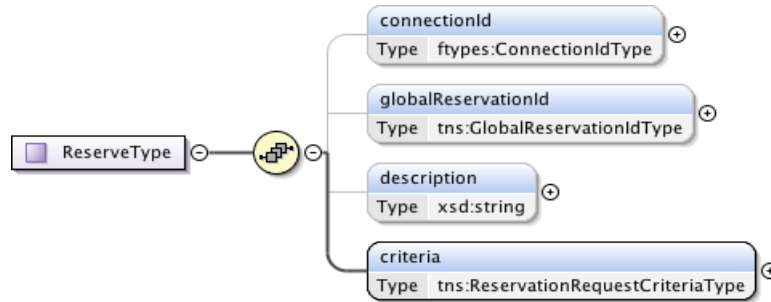 connectionId
Type ftypes:ConnectionIdType
globalReservationId
Type tns:GlobalReservationIdType
ReserveType
description
Type xsd:string
criteria
Type tns:ReservationRequestCriteriaType